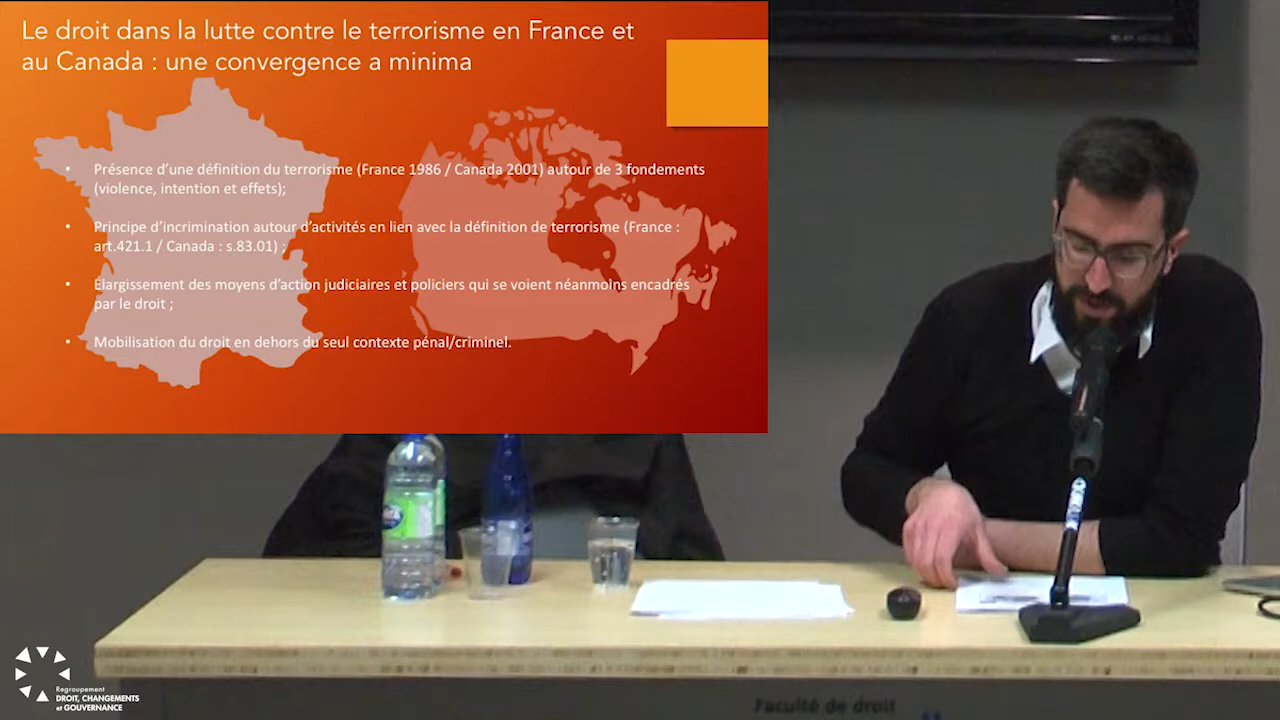 Le droit dans la lutte contre le terrorisme en France et
au Canada : une convergence a minima
• Présence d'une définition du terrorisme (France 1986 / Canada 2001) autour de 3 fondements
(violence, intention et effets);
• Principe d'incrimination autour d'activités en lien avec la définition de terrorisme (France :
art.421.1 / Canada : s.83.01) ;
• Élargissement des moyens d'action judiciaires et policiers qui se voient néanmoins encadrés
par le droit ;
• Mobilisation du droit en dehors du seul contexte pénal/criminel.
Regroupement
DROIT, CHANGEMENTS
et GOUVERNANCE
Faculté de droit